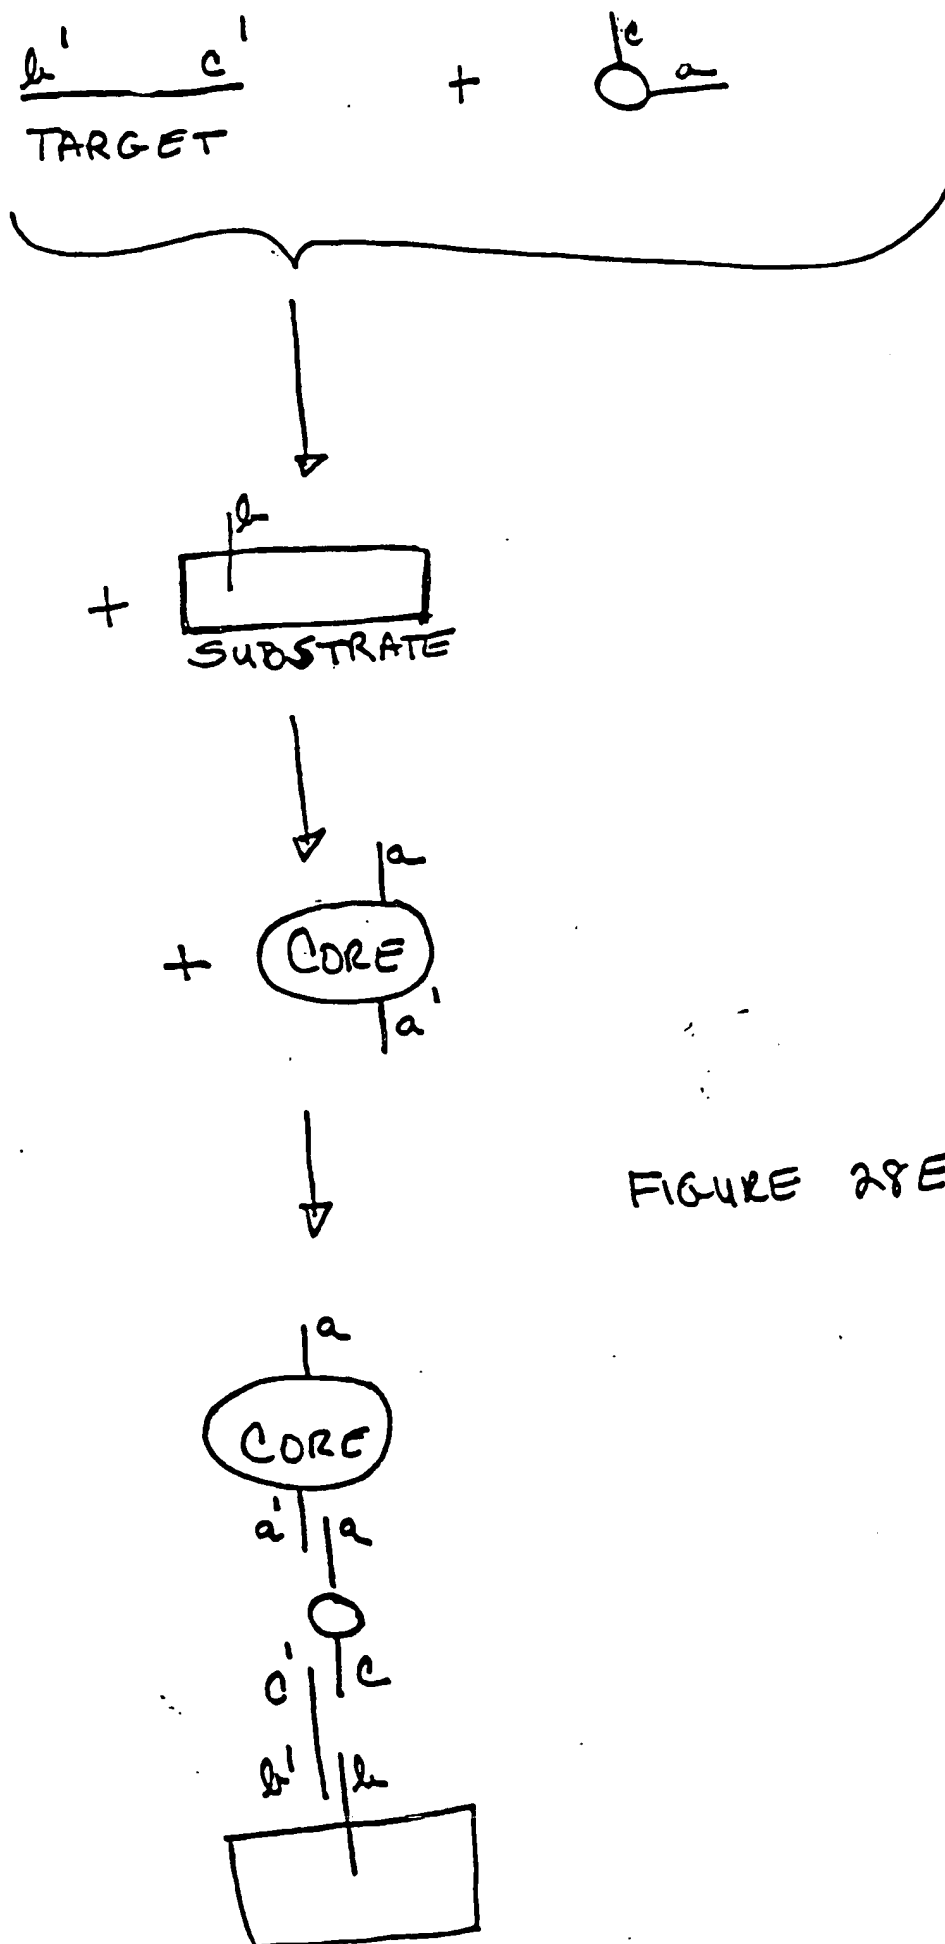 b' c' + c a
TARGET
b
+
SUBSTRATE
a
+ CORE
a'
FIGURE 28E
a
CORE
a' a
c' c
b' b